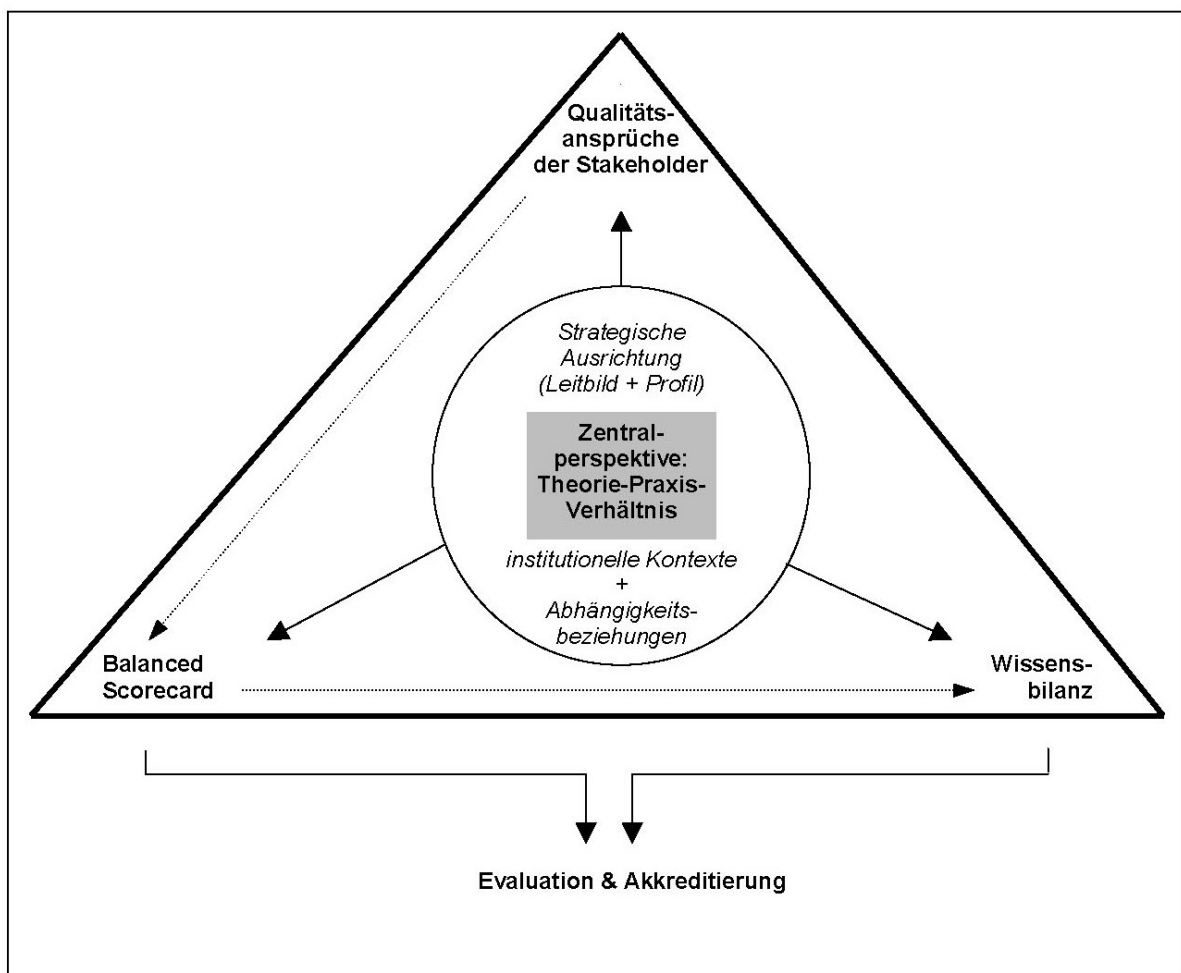 Qualitäts-
ansprüche
der Stakeholder
Strategische
Ausrichtung
(Leitbild + Profil)
Zentral-
perspektive:
Theorie-Praxis-
Verhältnis
institutionelle Kontexte
+
Abhängigkeits-
beziehungen
Balanced
Scorecard
Wissens-
bilanz
Evaluation & Akkreditierung